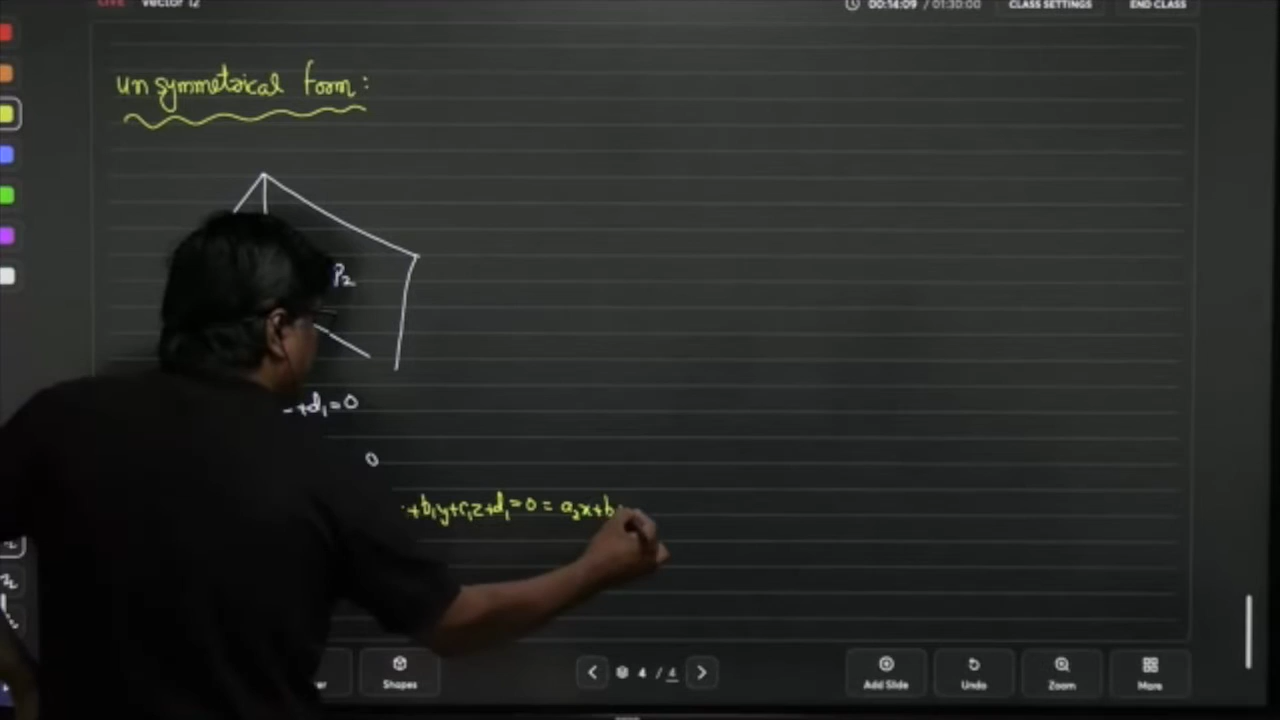 LIVE Vector 12 00:14:09 / 01:30:00 CLASS SETTINGS END CLASS
unsymmetrical form:
P₂
+d₁=0
0
+b₁y+c₁z+d₁=0=a₂x+b
Shapes 4 / 4 Add Slide Undo Zoom More